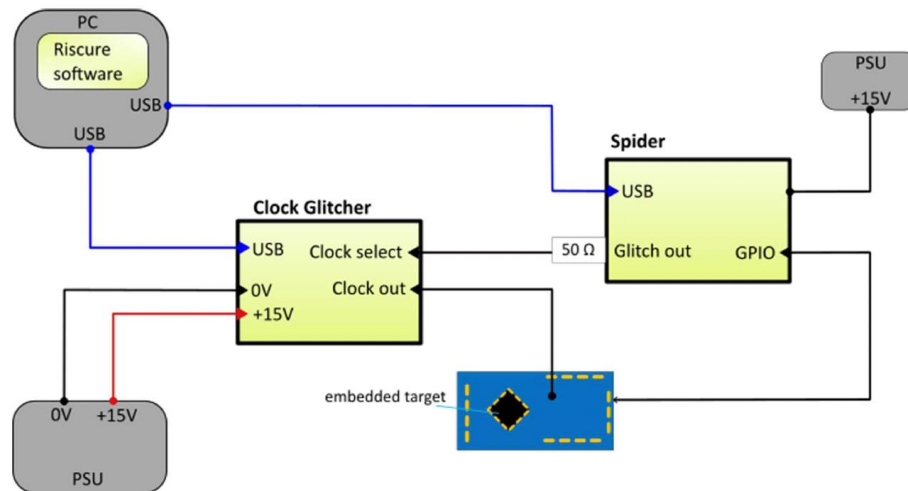 PC
Riscure
software
USB
USB
PSU
+15V
Spider
USB
50 Ω
Glitch out
GPIO
Clock Glitcher
USB
Clock select
Clock out
0V
+15V
embedded target
0V
+15V
PSU